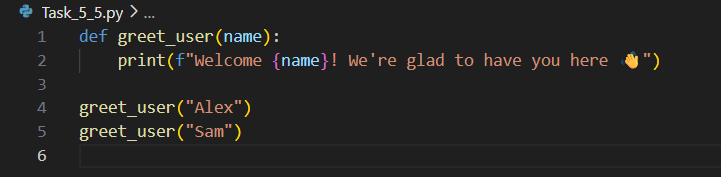 Task_5_5.py > ...
1 def greet_user(name):
2     print(f"Welcome {name}! We're glad to have you here 👋")
3
4 greet_user("Alex")
5 greet_user("Sam")
6